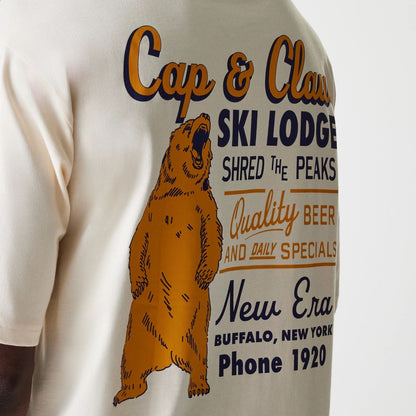 Cap & Claw
SKI LODGE
SHRED THE PEAKS
Quality BEER
AND DAILY SPECIALS
New Era
BUFFALO, NEW YORK
Phone 1920